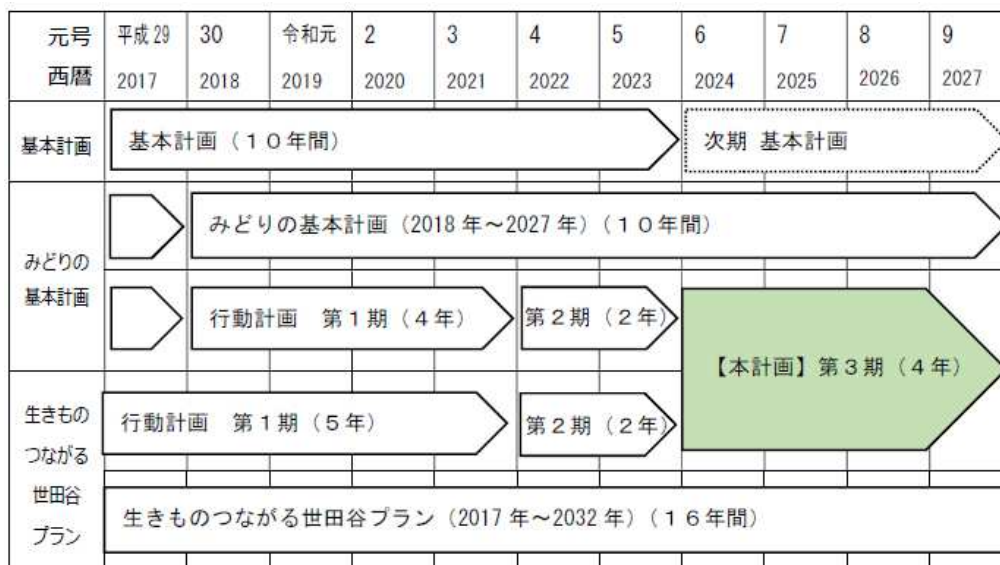 元号 平成29 30 令和元 2 3 4 5 6 7 8 9
西暦 2017 2018 2019 2020 2021 2022 2023 2024 2025 2026 2027
基本計画 基本計画（１０年間） 次期 基本計画
みどりの基本計画（2018年～2027年）（１０年間）
みどりの
基本計画
行動計画　第１期（４年） 第２期（２年）
【本計画】第３期（４年）
生きもの
つながる
世田谷
プラン
行動計画　第１期（５年） 第２期（２年）
生きものつながる世田谷プラン（2017年～2032年）（１６年間）